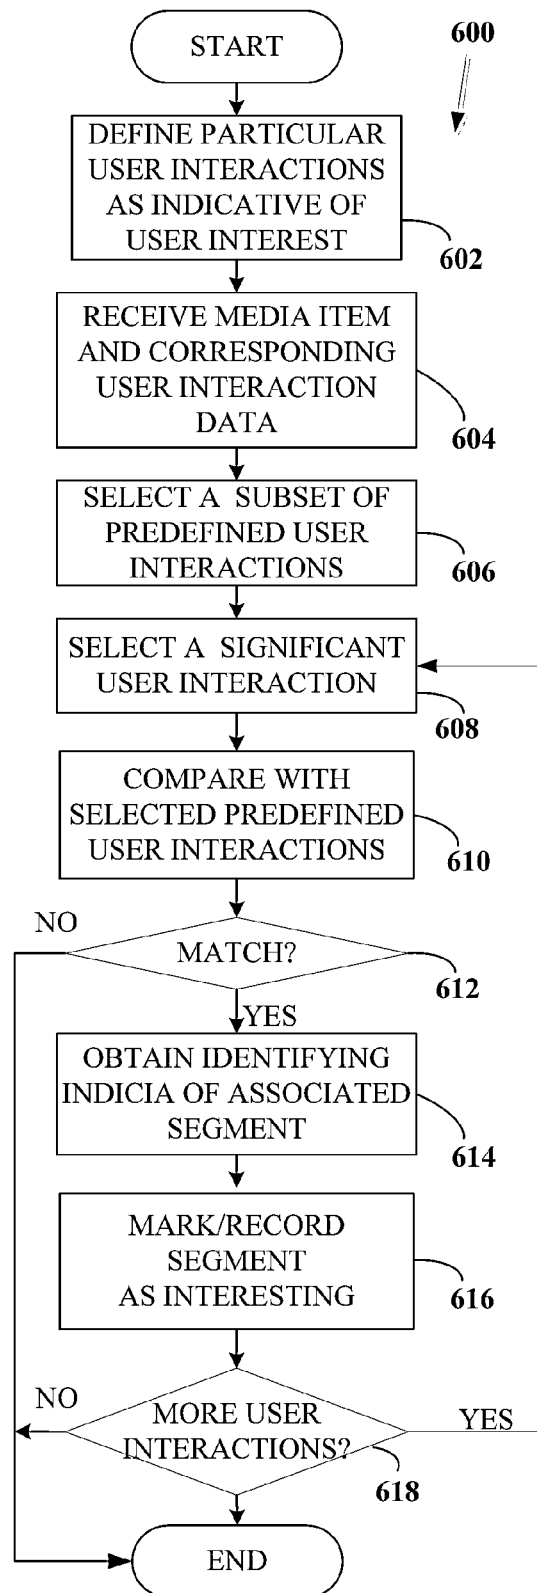 START
600
DEFINE PARTICULAR
USER INTERACTIONS
AS INDICATIVE OF
USER INTEREST
602
RECEIVE MEDIA ITEM
AND CORRESPONDING
USER INTERACTION
DATA
604
SELECT A SUBSET OF
PREDEFINED USER
INTERACTIONS
606
SELECT A SIGNIFICANT
USER INTERACTION
608
COMPARE WITH
SELECTED PREDEFINED
USER INTERACTIONS
610
NO
MATCH?
612
YES
OBTAIN IDENTIFYING
INDICIA OF ASSOCIATED
SEGMENT
614
MARK/RECORD
SEGMENT
AS INTERESTING
616
NO
MORE USER
INTERACTIONS?
YES
618
END